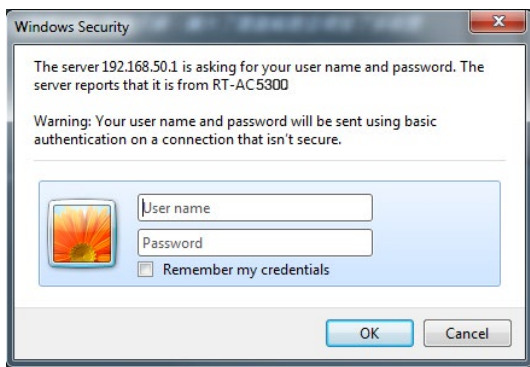 Windows Security
The server 192.168.50.1 is asking for your user name and password. The
server reports that it is from RT-AC5300
Warning: Your user name and password will be sent using basic
authentication on a connection that isn't secure.
User name
Password
Remember my credentials
OK
Cancel